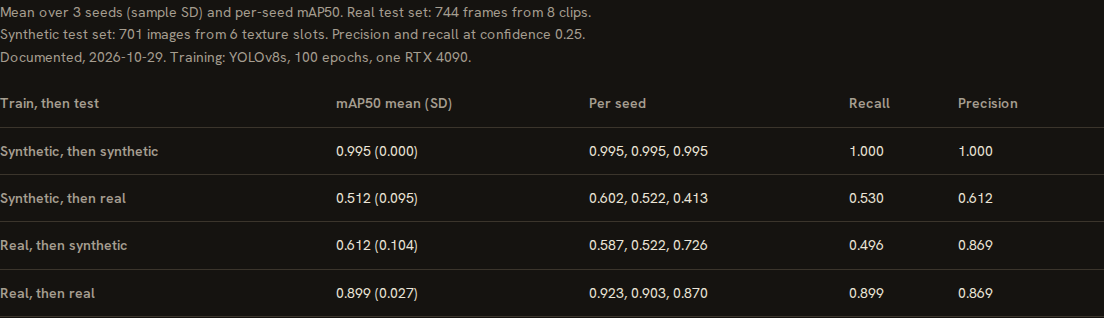 Mean over 3 seeds (sample SD) and per-seed mAP50. Real test set: 744 frames from 8 clips.
Synthetic test set: 701 images from 6 texture slots. Precision and recall at confidence 0.25.
Documented, 2026-10-29. Training: YOLOv8s, 100 epochs, one RTX 4090.
Train, then test mAP50 mean (SD) Per seed Recall Precision
Synthetic, then synthetic 0.995 (0.000) 0.995, 0.995, 0.995 1.000 1.000
Synthetic, then real 0.512 (0.095) 0.602, 0.522, 0.413 0.530 0.612
Real, then synthetic 0.612 (0.104) 0.587, 0.522, 0.726 0.496 0.869
Real, then real 0.899 (0.027) 0.923, 0.903, 0.870 0.899 0.869